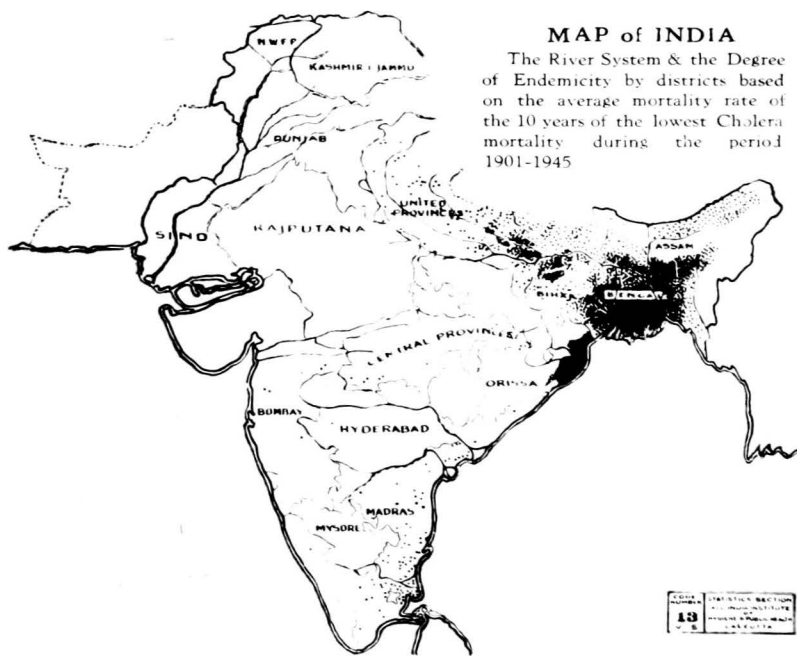 MAP of INDIA
The River System & the Degree
of Endemicity by districts based
on the average mortality rate of
the 10 years of the lowest Cholera
mortality during the period
1901-1945
N.W.F.P.
KASHMIR & JAMMU
PUNJAB
UNITED
PROVINCES
SIND
RAJPUTANA
ASSAM
BIHAR
BENGAL
CENTRAL PROVINCES
ORISSA
BOMBAY
HYDERABAD
MADRAS
MYSORE
CODE
NUMBER
13
V S
STATISTICS SECTION
ALL INDIA INSTITUTE
OF
HYGIENE & PUBLIC HEALTH
CALCUTTA